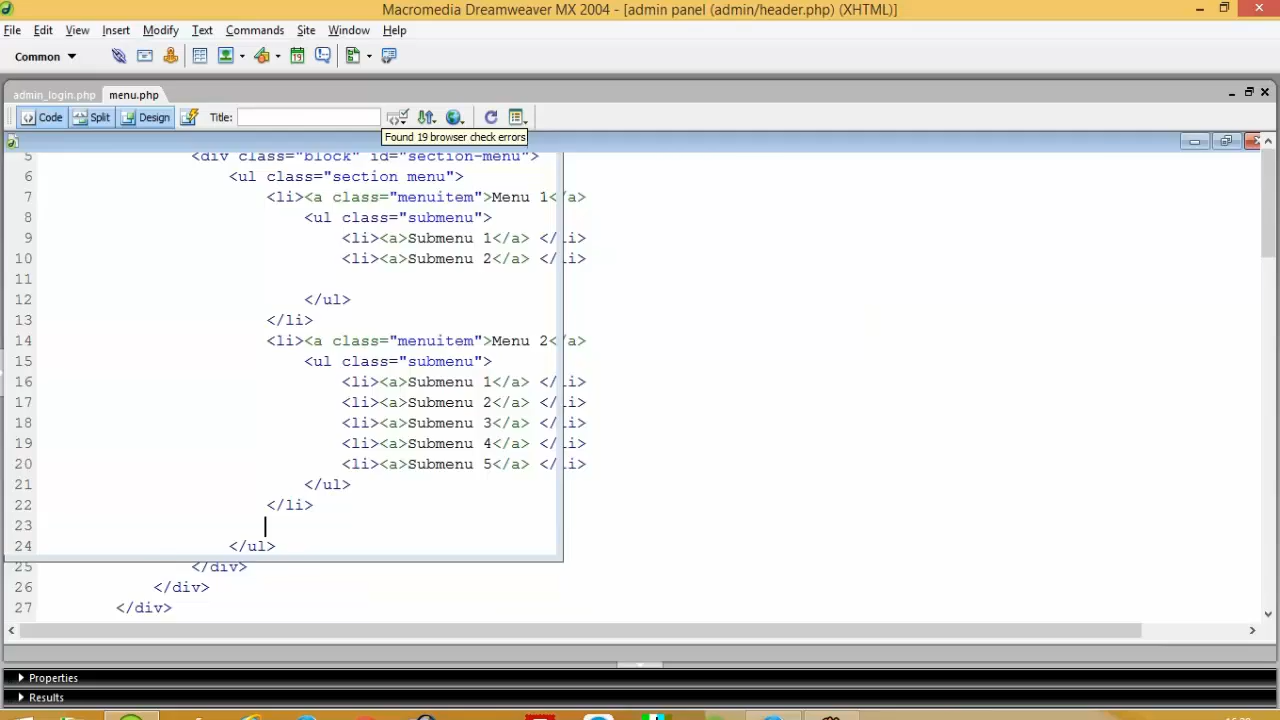 Macromedia Dreamweaver MX 2004 - [admin panel (admin/header.php) (XHTML)]
File Edit View Insert Modify Text Commands Site Window Help
Common
admin_login.php menu.php
Code Split Design Title:
Found 19 browser check errors
5 <div class="block" id="section-menu">
6 <ul class="section menu">
7 <li><a class="menuitem">Menu 1</a>
8 <ul class="submenu">
9 <li><a>Submenu 1</a> </li>
10 <li><a>Submenu 2</a> </li>
11
12 </ul>
13 </li>
14 <li><a class="menuitem">Menu 2</a>
15 <ul class="submenu">
16 <li><a>Submenu 1</a> </li>
17 <li><a>Submenu 2</a> </li>
18 <li><a>Submenu 3</a> </li>
19 <li><a>Submenu 4</a> </li>
20 <li><a>Submenu 5</a> </li>
21 </ul>
22 </li>
23
24 </ul>
25 </div>
26 </div>
27 </div>
Properties
Results